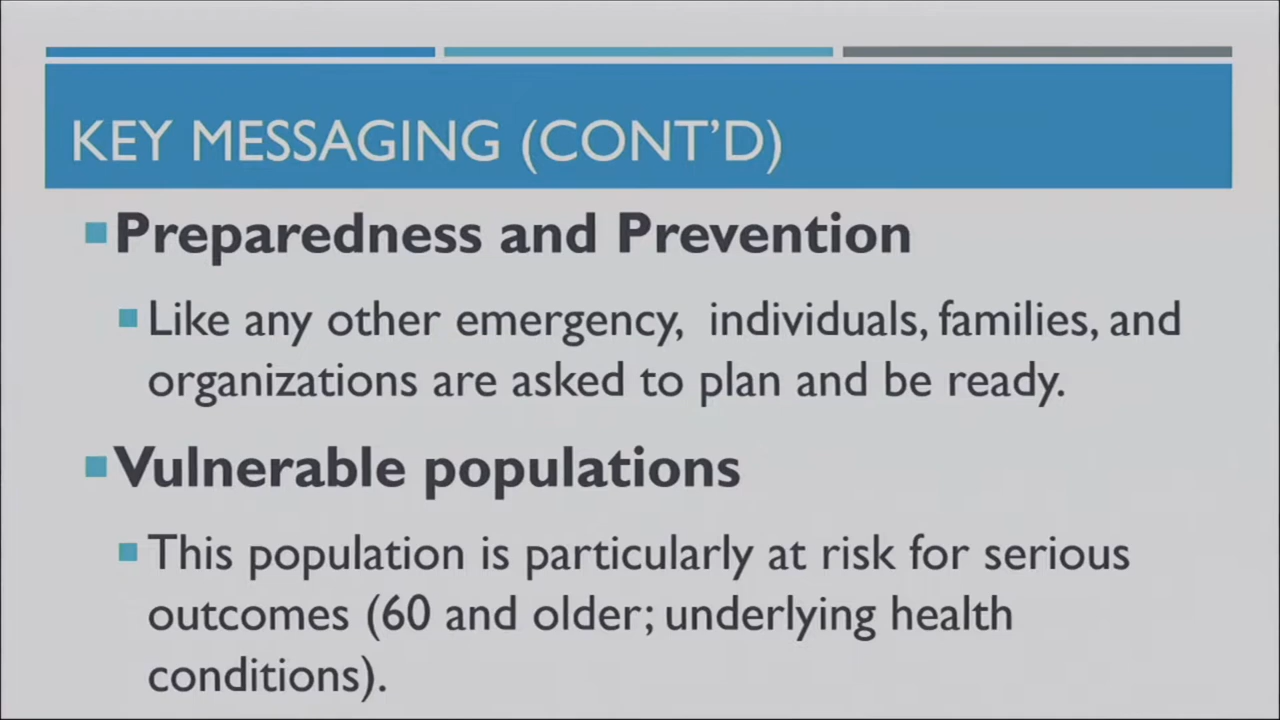 KEY MESSAGING (CONT'D)
Preparedness and Prevention
Like any other emergency, individuals, families, and
organizations are asked to plan and be ready.
Vulnerable populations
This population is particularly at risk for serious
outcomes (60 and older; underlying health
conditions).